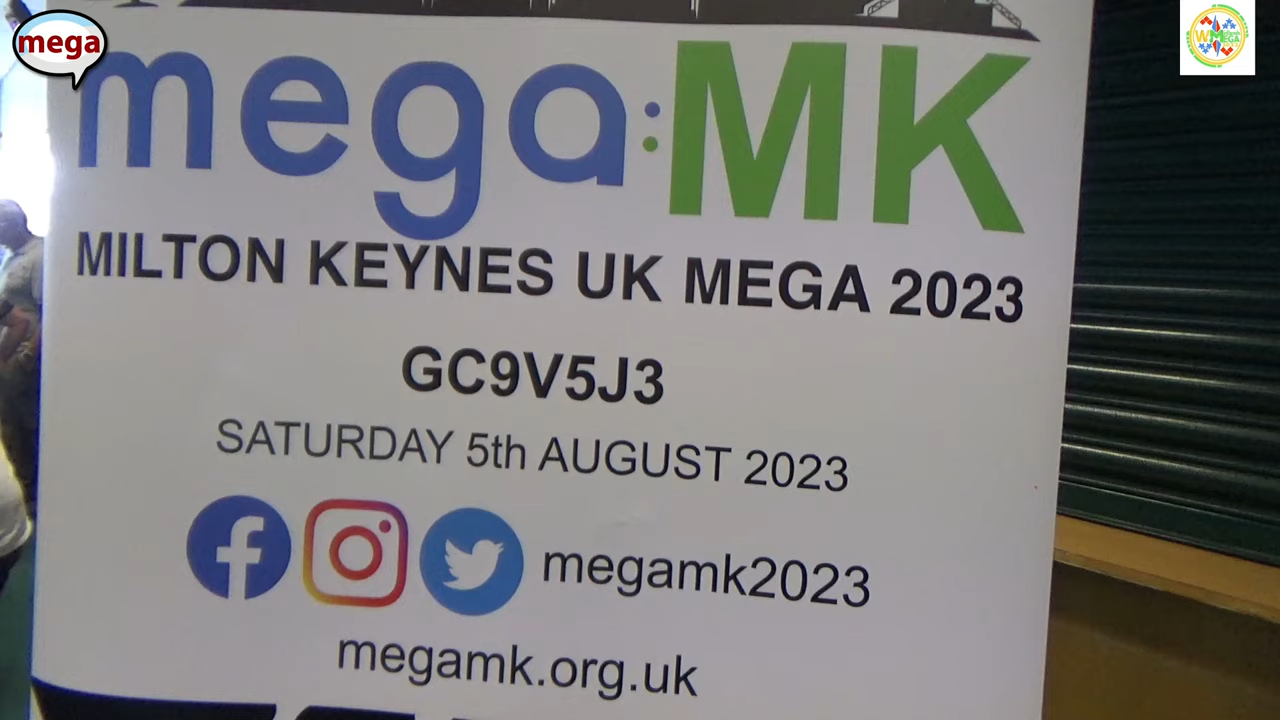 mega
mega:MK
MILTON KEYNES UK MEGA 2023
GC9V5J3
SATURDAY 5th AUGUST 2023
megamk2023
megamk.org.uk